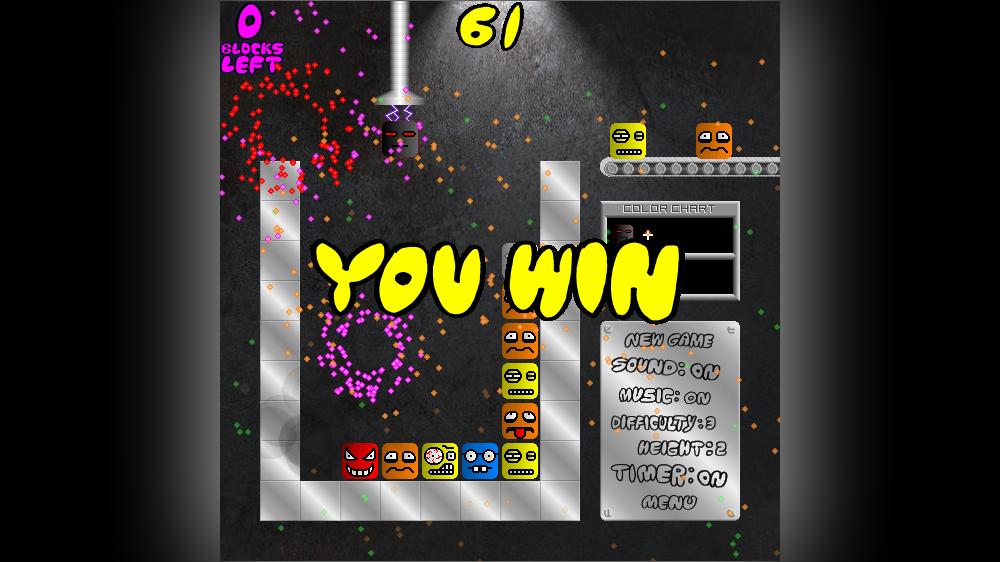 0
BLOCKS
LEFT
61
COLOR CHART
+
YOU WIN
NEW GAME
SOUND: ON
MUSIC: ON
DIFFICULTY: 3
HEIGHT: 2
TIMER: ON
MENU